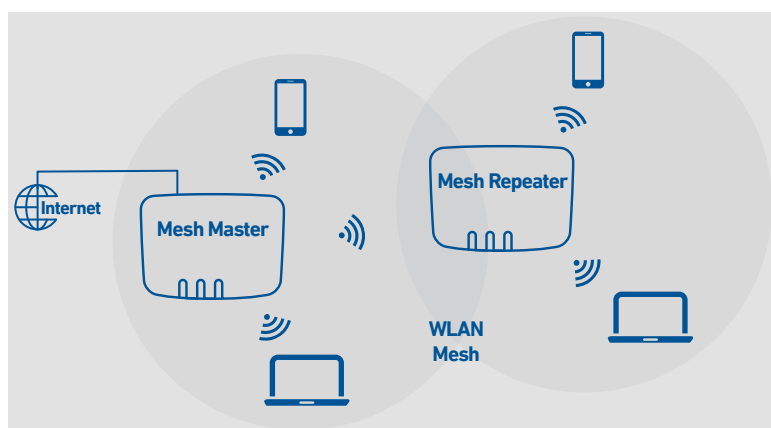 Internet
Mesh Master
Mesh Repeater
WLAN
Mesh